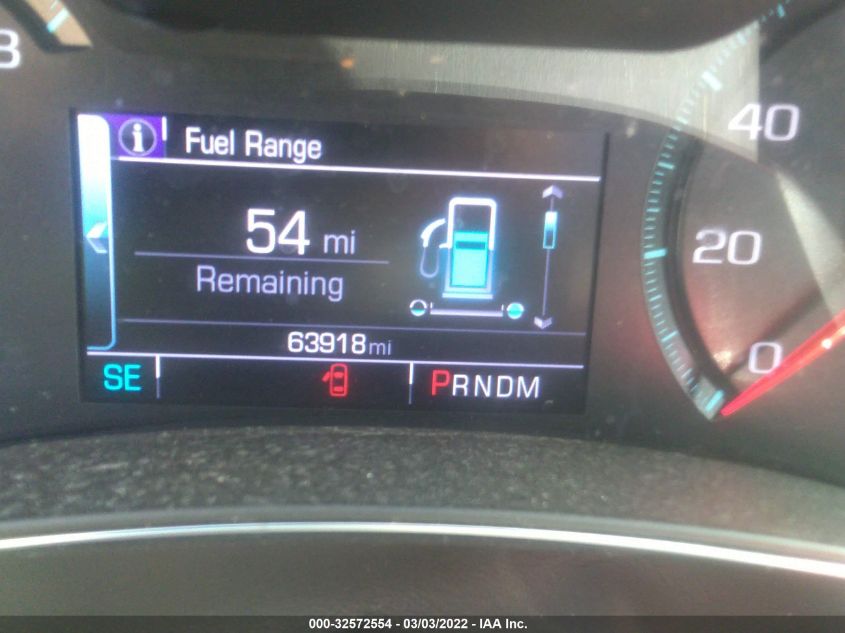 8
Fuel Range
40
54 mi
20
Remaining
63918mi
0
SE
PRNDM
000-32572554 - 03/03/2022 - IAA Inc.